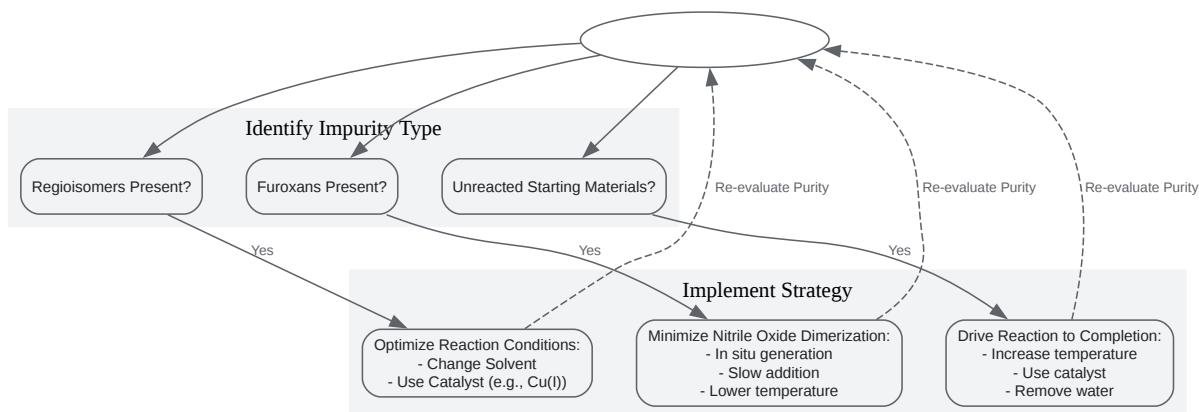 Identify Impurity Type
Regioisomers Present?
Furoxans Present?
Unreacted Starting Materials?
Re-evaluate Purity
Re-evaluate Purity
Re-evaluate Purity
Yes
Yes
Yes
Implement Strategy
Optimize Reaction Conditions:
- Change Solvent
- Use Catalyst (e.g., Cu(I))
Minimize Nitrile Oxide Dimerization:
- In situ generation
- Slow addition
- Lower temperature
Drive Reaction to Completion:
- Increase temperature
- Use catalyst
- Remove water